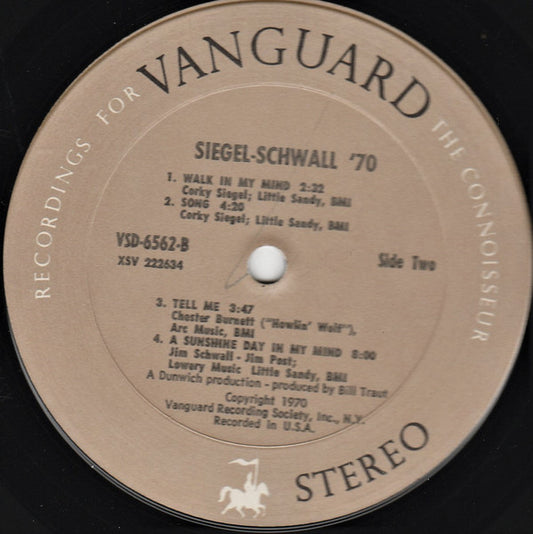 RECORDINGS FOR VANGUARD THE CONNOISSEUR
SIEGEL-SCHWALL '70
1. WALK IN MY MIND 2:32
Corky Siegel; Little Sandy, BMI
2. SONG 4:20
Corky Siegel; Little Sandy, BMI
VSD-6562-B
XSV 222634
Side Two
3. TELL ME 3:47
Chester Burnett ("Howlin' Wolf"),
Arc Music, BMI
4. A SUNSHINE DAY IN MY MIND 8:00
Jim Schwall - Jim Post;
Lowery Music Little Sandy, BMI
A Dunwich production - produced by Bill Traut
Copyright 1970
Vanguard Recording Society, Inc., N.Y.
Recorded in U.S.A.
STEREO